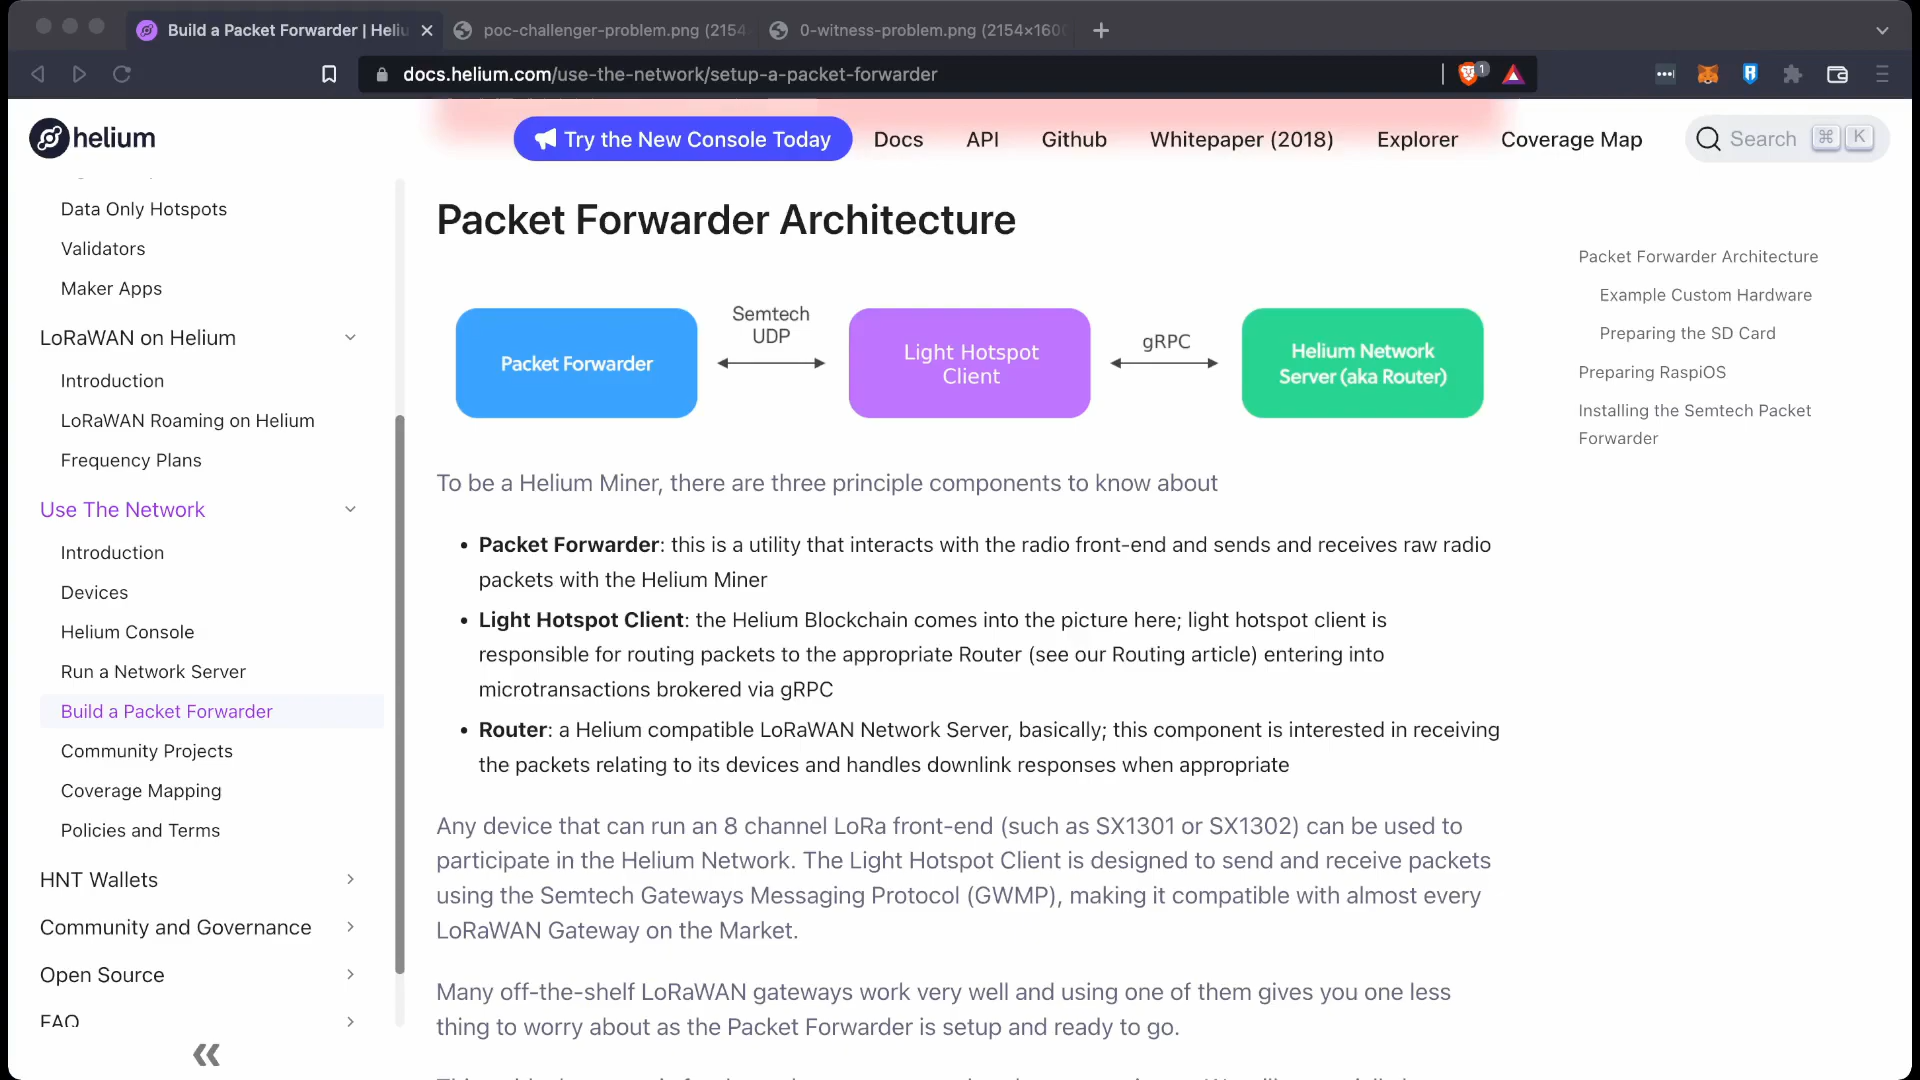 Build a Packet Forwarder | Heliu
poc-challenger-problem.png (2154
0-witness-problem.png (2154×160
docs.helium.com/use-the-network/setup-a-packet-forwarder
1
helium
Try the New Console Today
Docs
API
Github
Whitepaper (2018)
Explorer
Coverage Map
Search ⌘ K
Data Only Hotspots
Validators
Maker Apps
LoRaWAN on Helium
Introduction
LoRaWAN Roaming on Helium
Frequency Plans
Use The Network
Introduction
Devices
Helium Console
Run a Network Server
Build a Packet Forwarder
Community Projects
Coverage Mapping
Policies and Terms
HNT Wallets
Community and Governance
Open Source
FAQ
Packet Forwarder Architecture
Packet Forwarder
Semtech
UDP
Light Hotspot
Client
gRPC
Helium Network
Server (aka Router)
To be a Helium Miner, there are three principle components to know about
• Packet Forwarder: this is a utility that interacts with the radio front-end and sends and receives raw radio
packets with the Helium Miner
• Light Hotspot Client: the Helium Blockchain comes into the picture here; light hotspot client is
responsible for routing packets to the appropriate Router (see our Routing article) entering into
microtransactions brokered via gRPC
• Router: a Helium compatible LoRaWAN Network Server, basically; this component is interested in receiving
the packets relating to its devices and handles downlink responses when appropriate
Any device that can run an 8 channel LoRa front-end (such as SX1301 or SX1302) can be used to
participate in the Helium Network. The Light Hotspot Client is designed to send and receive packets
using the Semtech Gateways Messaging Protocol (GWMP), making it compatible with almost every
LoRaWAN Gateway on the Market.
Many off-the-shelf LoRaWAN gateways work very well and using one of them gives you one less
thing to worry about as the Packet Forwarder is setup and ready to go.
Packet Forwarder Architecture
Example Custom Hardware
Preparing the SD Card
Preparing RaspiOS
Installing the Semtech Packet
Forwarder